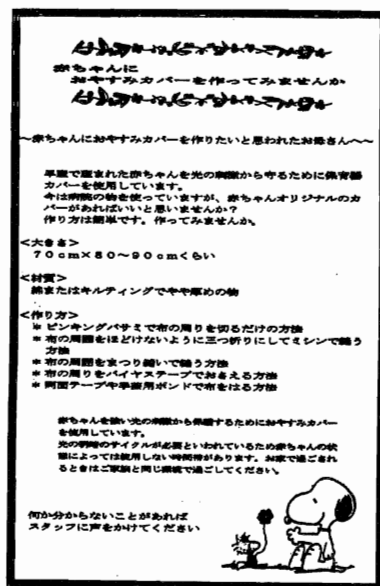 赤ちゃんに
おやすみカバーを作ってみませんか
~赤ちゃんにおやすみカバーを作りたいと思われたお母さんへ~
早産で産まれた赤ちゃんを光の刺激から守るために保育器
カバーを使用しています。
今は病院の物を使っていますが、赤ちゃんオリジナルのカ
バーがあればいいと思いませんか?
作り方は簡単です。作ってみませんか。
<大きさ>
70cm×80~90cmくらい
<材質>
綿またはキルティングでやや厚めの物
<作り方>
* ピンキングバサミで布の周りを切るだけの方法
* 布の周囲をほどけないように三つ折りにしてミシンで縫う
方法
* 布の周囲をまつり縫いで縫う方法
* 布の周りをバイヤステープでおさえる方法
* 両面テープや手芸用ボンドで布をはる方法
赤ちゃんを強い光の刺激から保護するためにおやすみカバー
を使用しています。
光の明暗のサイクルが必要といわれているため赤ちゃんの状
態によっては使用しない時間帯があります。お家で過ごされ
るときはご家族と同じ環境で過ごしてください。
何か分からないことがあれば
スタッフに声をかけてください